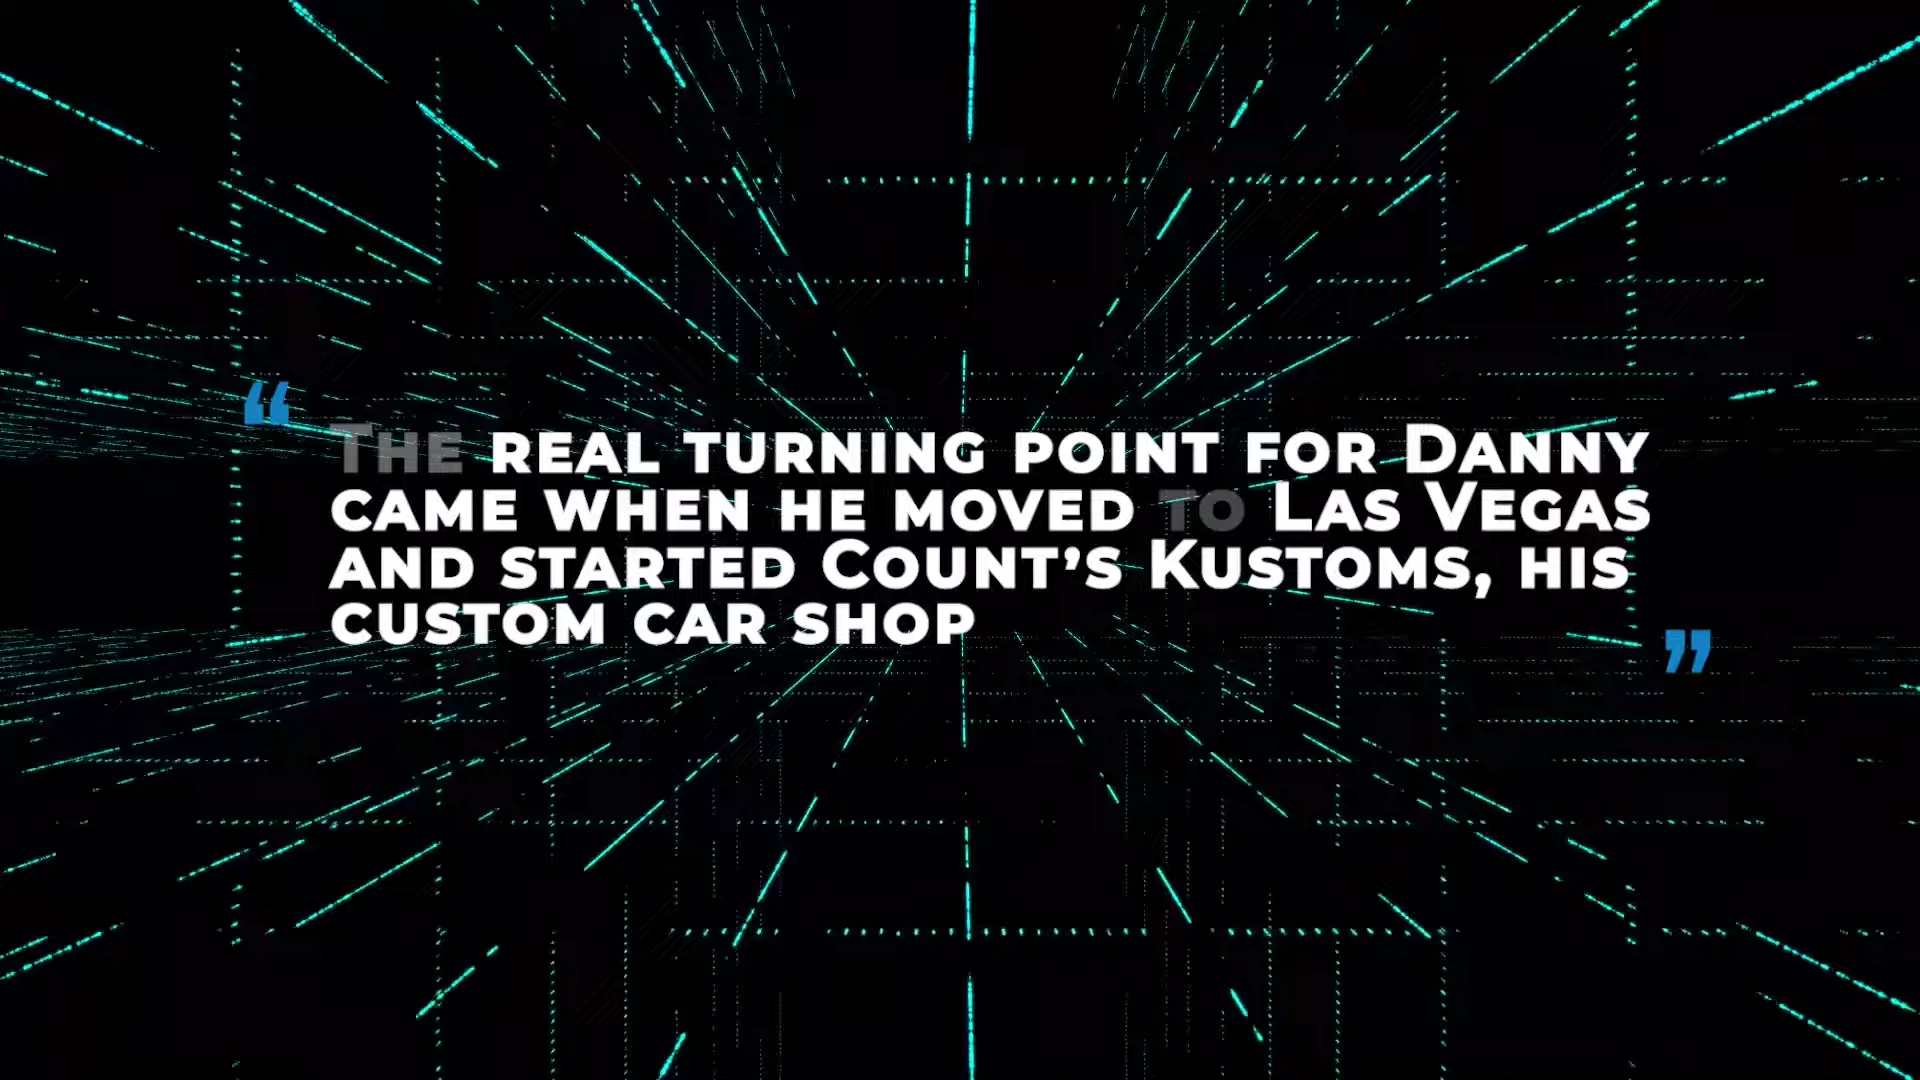 “The real turning point for Danny
came when he moved to Las Vegas
and started Count’s Kustoms, his
custom car shop”